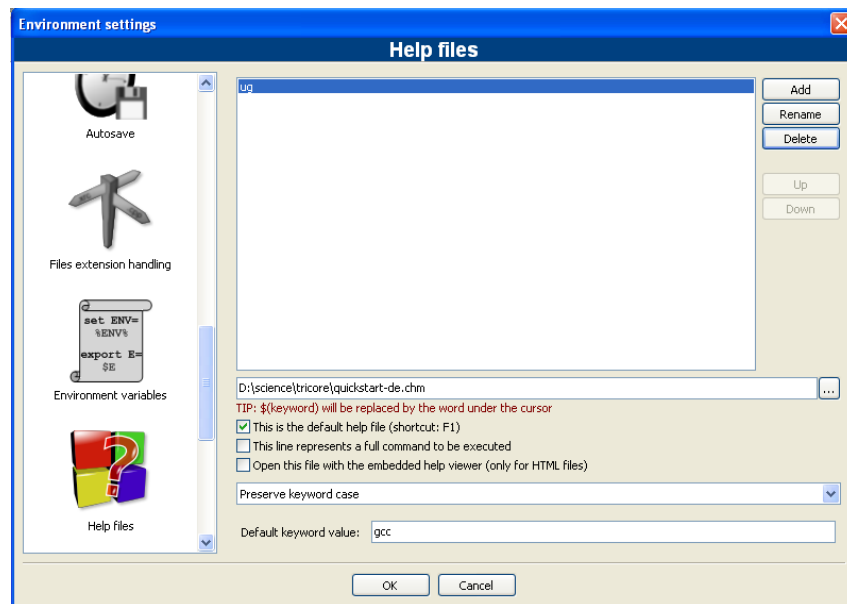 Environment settings
Help files
Autosave
Files extension handling
set ENV=
%ENV%
export E=
$E
Environment variables
Help files
ug
Add
Rename
Delete
Up
Down
D:\science\tricore\quickstart-de.chm
...
TIP: $(keyword) will be replaced by the word under the cursor
This is the default help file (shortcut: F1)
This line represents a full command to be executed
Open this file with the embedded help viewer (only for HTML files)
Preserve keyword case
Default keyword value: gcc
OK Cancel